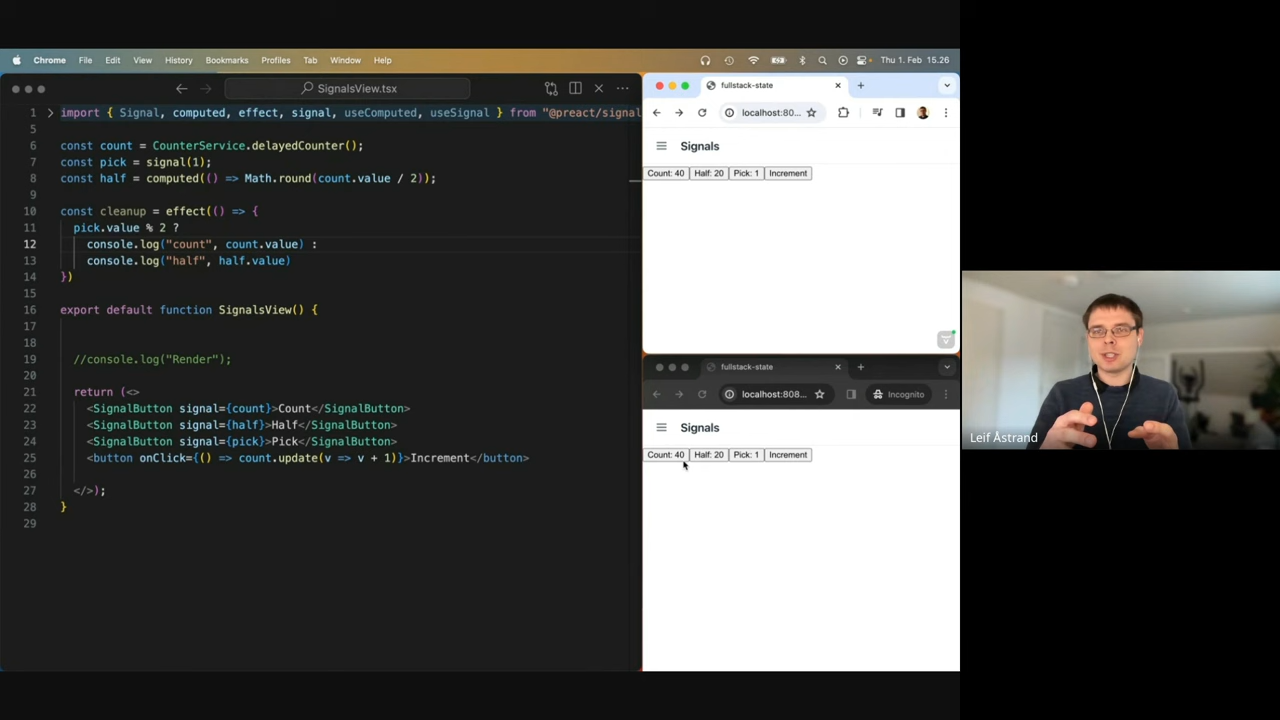 Chrome File Edit View History Bookmarks Profiles Tab Window Help
Thu 1. Feb 15.26
SignalsView.tsx
1 import { Signal, computed, effect, signal, useComputed, useSignal } from "@preact/signal
5
6 const count = CounterService.delayedCounter();
7 const pick = signal(1);
8 const half = computed(() => Math.round(count.value / 2));
9
10 const cleanup = effect(() => {
11 pick.value % 2 ?
12 console.log("count", count.value) :
13 console.log("half", half.value)
14 })
15
16 export default function SignalsView() {
17
18
19 //console.log("Render");
20
21 return (<>
22 <SignalButton signal={count}>Count</SignalButton>
23 <SignalButton signal={half}>Half</SignalButton>
24 <SignalButton signal={pick}>Pick</SignalButton>
25 <button onClick={() => count.update(v => v + 1)}>Increment</button>
26
27 </>);
28 }
29
fullstack-state
localhost:80...
Signals
Count: 40 Half: 20 Pick: 1 Increment
fullstack-state
localhost:808... Incognito
Signals
Count: 40 Half: 20 Pick: 1 Increment
Leif Åstrand